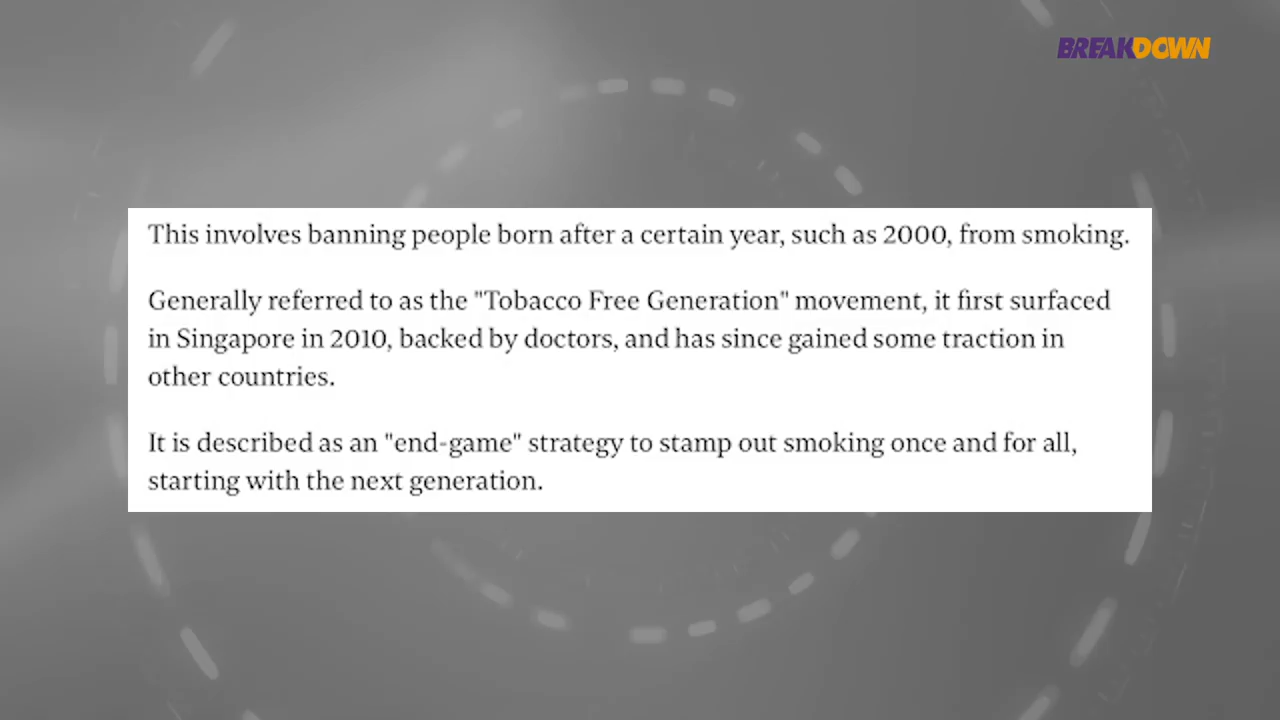 BREAKDOWN
This involves banning people born after a certain year, such as 2000, from smoking.
Generally referred to as the "Tobacco Free Generation" movement, it first surfaced
in Singapore in 2010, backed by doctors, and has since gained some traction in
other countries.
It is described as an "end-game" strategy to stamp out smoking once and for all,
starting with the next generation.